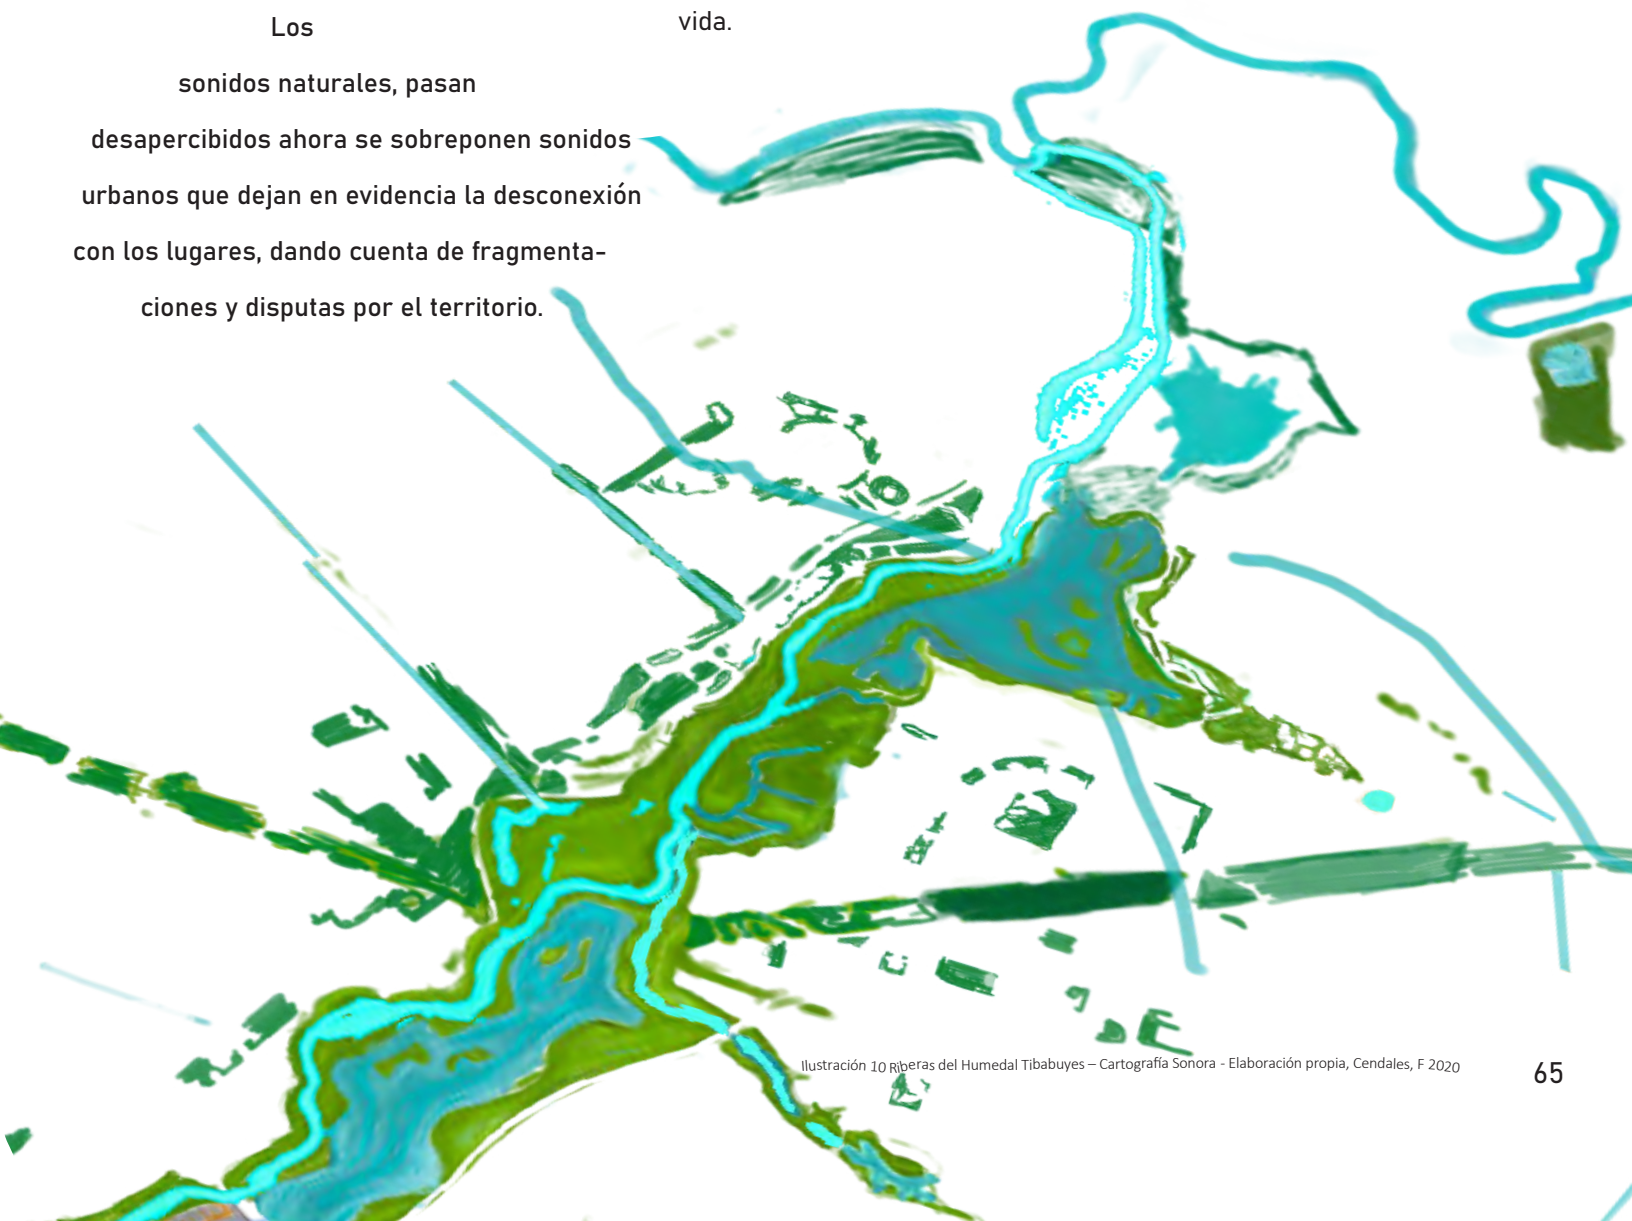 Los
sonidos naturales, pasan
desapercibidos ahora se sobreponen sonidos
urbanos que dejan en evidencia la desconexión
con los lugares, dando cuenta de fragmenta-
ciones y disputas por el territorio.
vida.
Ilustración 10 Riberas del Humedal Tibabuyes – Cartografía Sonora - Elaboración propia, Cendales, F 2020
65